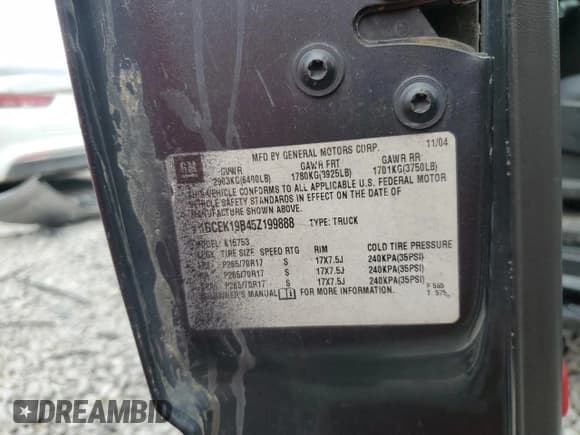 GM
MFD BY GENERAL MOTORS CORP.
11/04
GVWR GAWR FRT GAWR RR
2903KG(6400LB) 1780KG(3925LB) 1701KG(3750LB)
VEHICLE CONFORMS TO ALL APPLICABLE U.S. FEDERAL MOTOR
VEHICLE SAFETY STANDARDS IN EFFECT ON THE DATE OF
MANUFACTURE SHOWN ABOVE.
GCEK19B45Z199888 TYPE: TRUCK
MODEL: K15753
TIRE SIZE SPEED RTG RIM COLD TIRE PRESSURE
P265/70R17 S 17X7.5J 240KPA(35PSI)
P265/70R17 S 17X7.5J 240KPA(35PSI)
P265/70R17 S 17X7.5J 240KPA(35PSI)
OWNER'S MANUAL FOR MORE INFORMATION.
DREAMBID